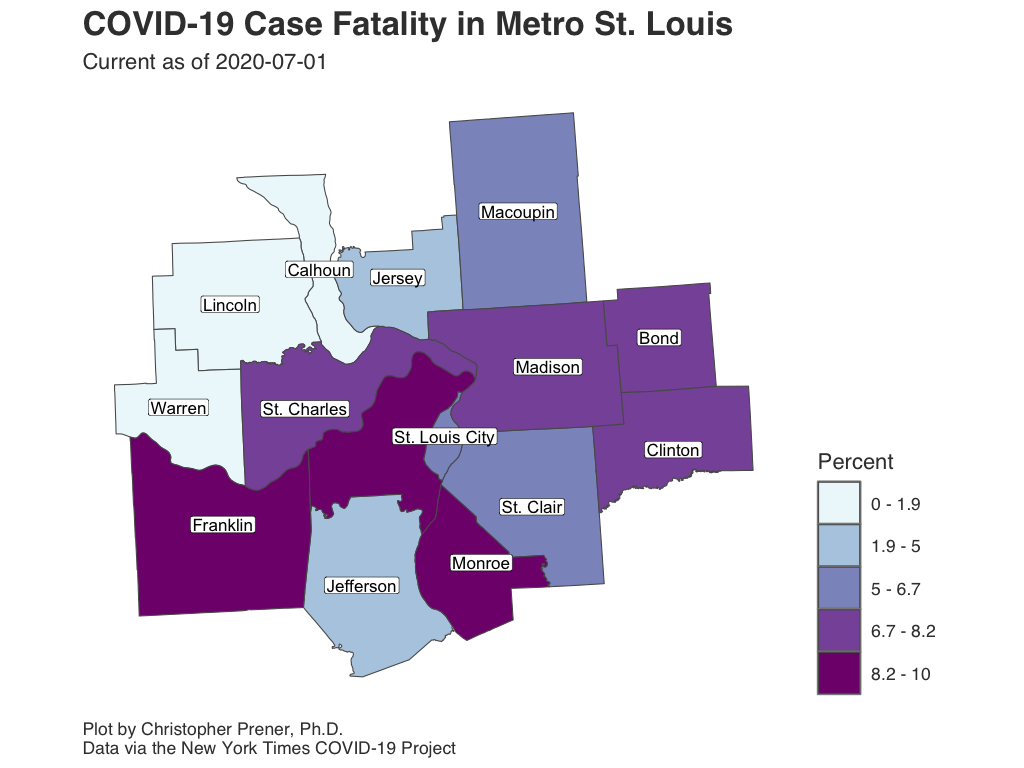 COVID-19 Case Fatality in Metro St. Louis
Current as of 2020-07-01
Macoupin
Calhoun
Jersey
Lincoln
Bond
Madison
Warren
St. Charles
St. Louis City
Clinton
St. Clair
Franklin
Monroe
Jefferson
Percent
0 - 1.9
1.9 - 5
5 - 6.7
6.7 - 8.2
8.2 - 10
Plot by Christopher Prener, Ph.D.
Data via the New York Times COVID-19 Project